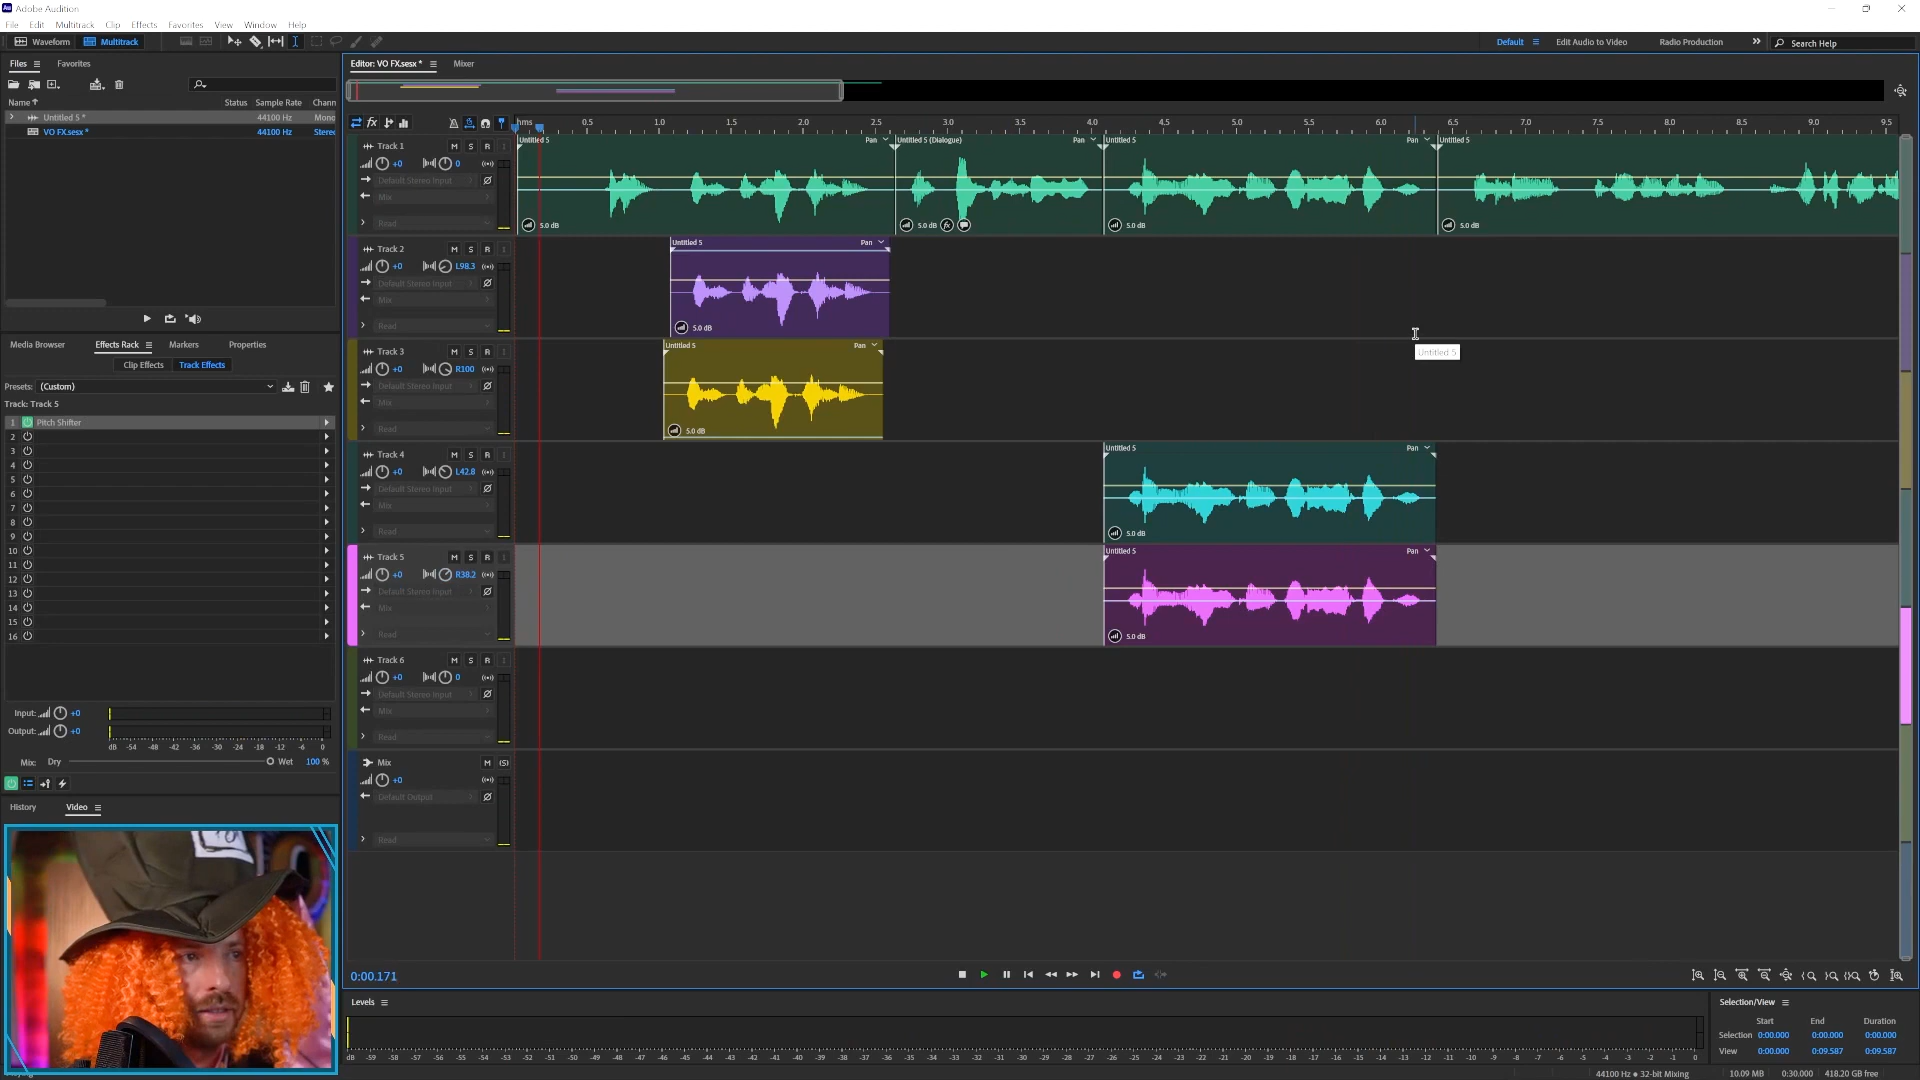 Adobe Audition
File Edit Multitrack Clip Effects Favorites View Window Help
Waveform Multitrack Default Edit Audio to Video Radio Production Search Help
Files Favorites
Name Status Sample Rate Chann
Untitled 5 * 44100 Hz Mono
VO FX.sesx * 44100 Hz Stere
Media Browser Effects Rack Markers Properties
Clip Effects Track Effects
Presets: (Custom)
Track: Track 5
1 Pitch Shifter
2
3
4
5
6
7
8
9
10
11
12
13
14
15
16
Input: +0
Output: +0
dB -54 -48 -42 -36 -30 -24 -18 -12 -6 0
Mix: Dry Wet 100 %
History Video
Editor: VO FX.sesx * Mixer
fx
hms 0.5 1.0 1.5 2.0 2.5 3.0 3.5 4.0 4.5 5.0 5.5 6.0 6.5 7.0 7.5 8.0 8.5 9.0 9.5
Track 1 M S R I
+0 0
Default Stereo Input
Mix
Read
Untitled 5 Pan Untitled 5 (Dialogue) Pan Untitled 5 Pan Untitled 5
5.0 dB 5.0 dB fx 5.0 dB 5.0 dB
Track 2 M S R I
+0 L98.3
Default Stereo Input
Mix
Read
Untitled 5 Pan
5.0 dB
Track 3 M S R I
+0 R100
Default Stereo Input
Mix
Read
Untitled 5 Pan
5.0 dB
Untitled 5
Track 4 M S R I
+0 L42.8
Default Stereo Input
Mix
Read
Untitled 5 Pan
5.0 dB
Track 5 M S R I
+0 R38.2
Default Stereo Input
Mix
Read
Untitled 5 Pan
5.0 dB
Track 6 M S R I
+0 0
Default Stereo Input
Mix
Read
Mix M (S)
+0
Default Output
Read
0:00.171
Levels
dB -59 -58 -57 -56 -55 -54 -53 -52 -51 -50 -49 -48 -47 -46 -45 -44 -43 -42 -41 -40 -39 -38 -37 -36 -35 -34 -33 -32 -31 -30 -29 -28 -27 -26 -25 -24 -23 -22 -21 -20 -19 -18 -17 -16 -15 -14 -13 -12 -11 -10 -9 -8 -7 -6 -5 -4 -3 -2 -1 0
Selection/View
Start End Duration
Selection 0:00.000 0:00.000 0:00.000
View 0:00.000 0:09.587 0:09.587
44100 Hz ● 32-bit Mixing 10.09 MB 0:30.000 418.20 GB free